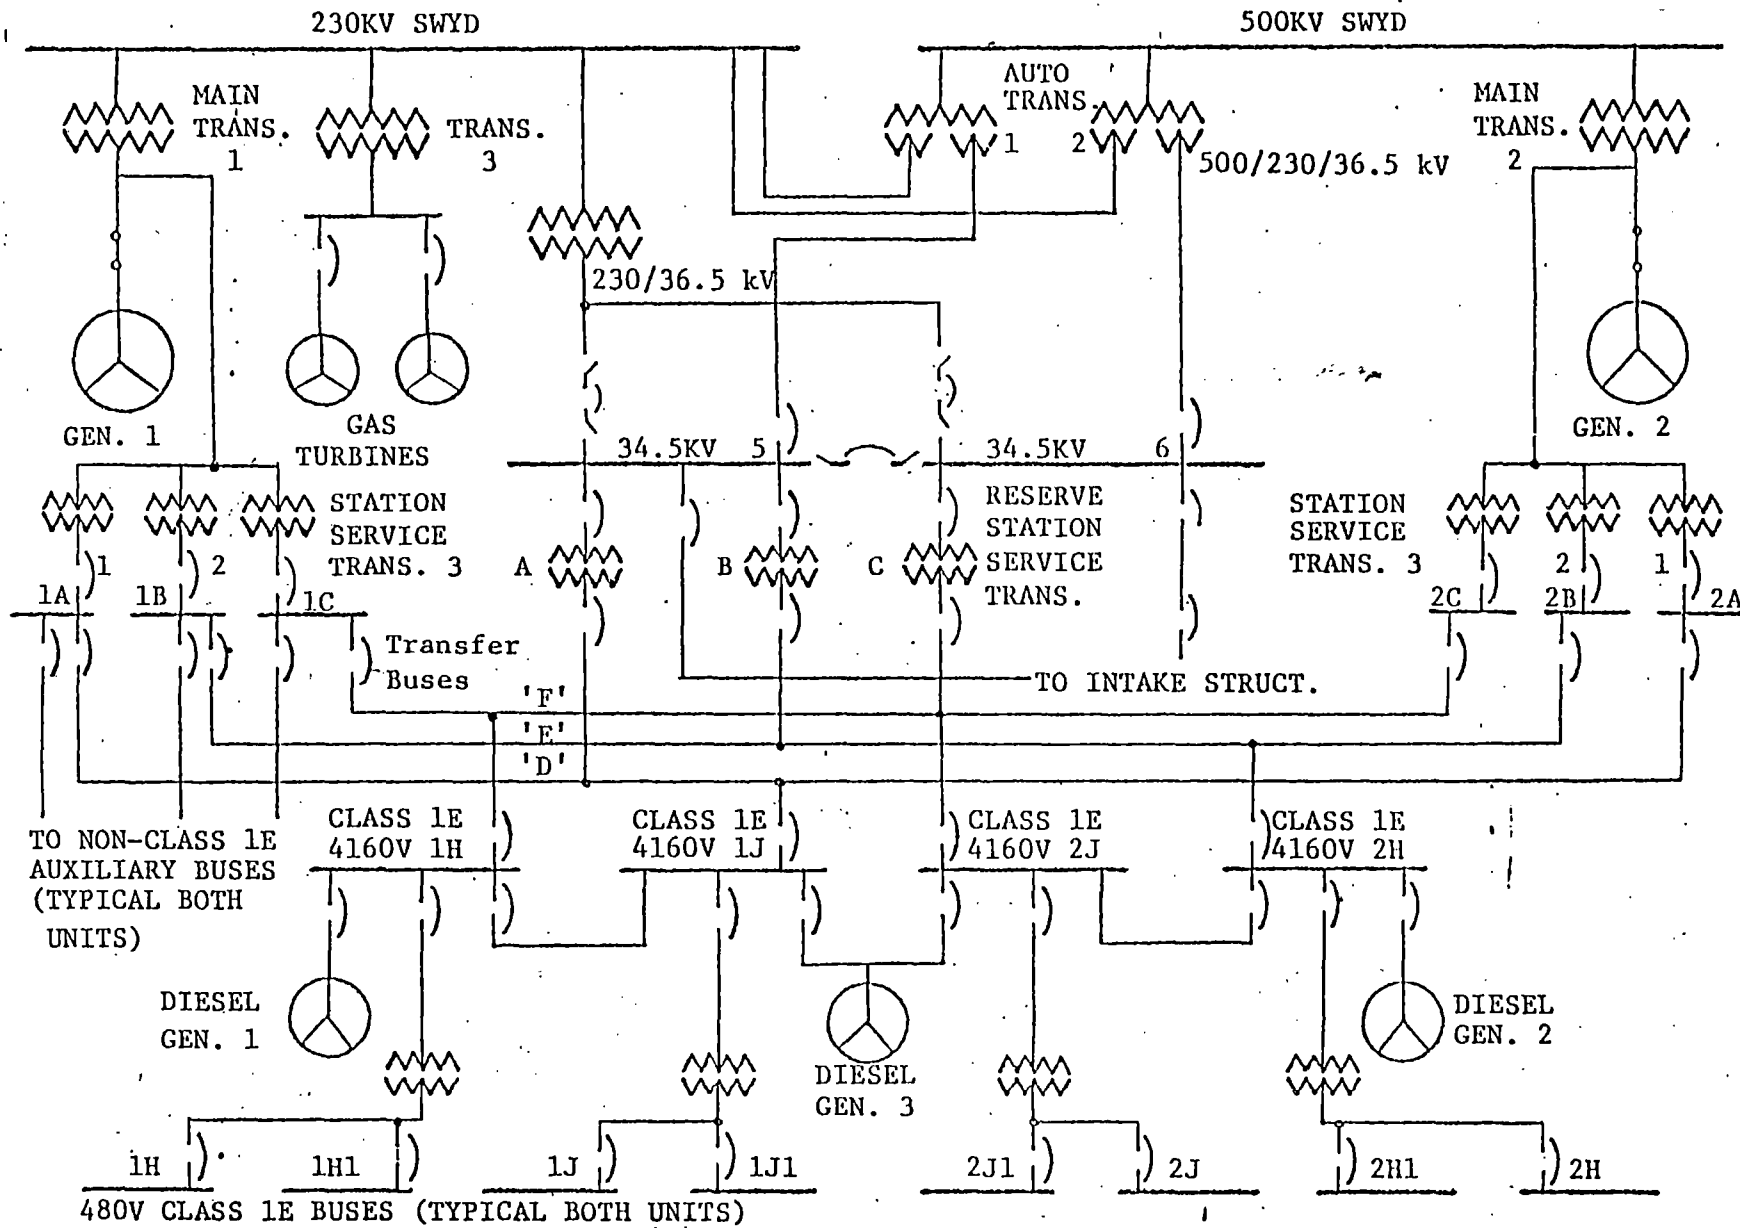 230KV SWYD
500KV SWYD
MAIN
TRANS.
1
TRANS.
3
AUTO
TRANS.
1
2
500/230/36.5 kV
MAIN
TRANS.
2
230/36.5 kV
GEN. 1
GAS
TURBINES
GEN. 2
34.5KV
5
34.5KV
6
STATION
SERVICE
TRANS. 3
1
2
A
B
C
RESERVE
STATION
SERVICE
TRANS.
STATION
SERVICE
TRANS. 3
2
1
1A
1B
1C
2C
2B
2A
Transfer
Buses
TO INTAKE STRUCT.
'F'
'E'
'D'
TO NON-CLASS 1E
AUXILIARY BUSES
(TYPICAL BOTH
UNITS)
CLASS 1E
4160V 1H
CLASS 1E
4160V 1J
CLASS 1E
4160V 2J
CLASS 1E
4160V 2H
DIESEL
GEN. 1
DIESEL
GEN. 3
DIESEL
GEN. 2
1H
1H1
1J
1J1
2J1
2J
2H1
2H
480V CLASS 1E BUSES (TYPICAL BOTH UNITS)